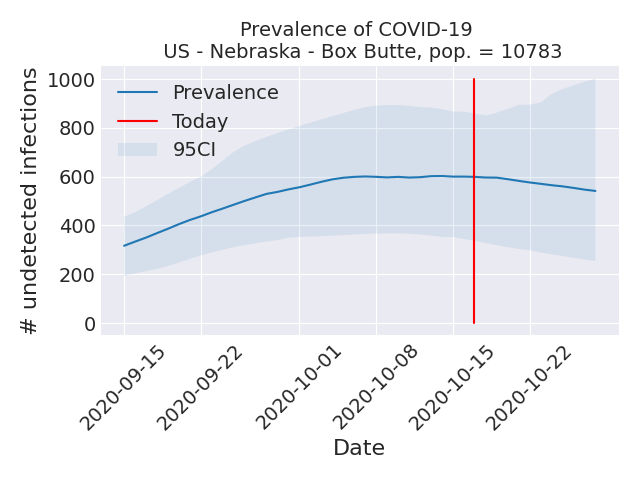 Prevalence of COVID-19
US - Nebraska - Box Butte, pop. = 10783
# undetected infections
1000
800
600
400
200
0
Prevalence
Today
95CI
2020-09-15
2020-09-22
2020-10-01
2020-10-08
2020-10-15
2020-10-22
Date